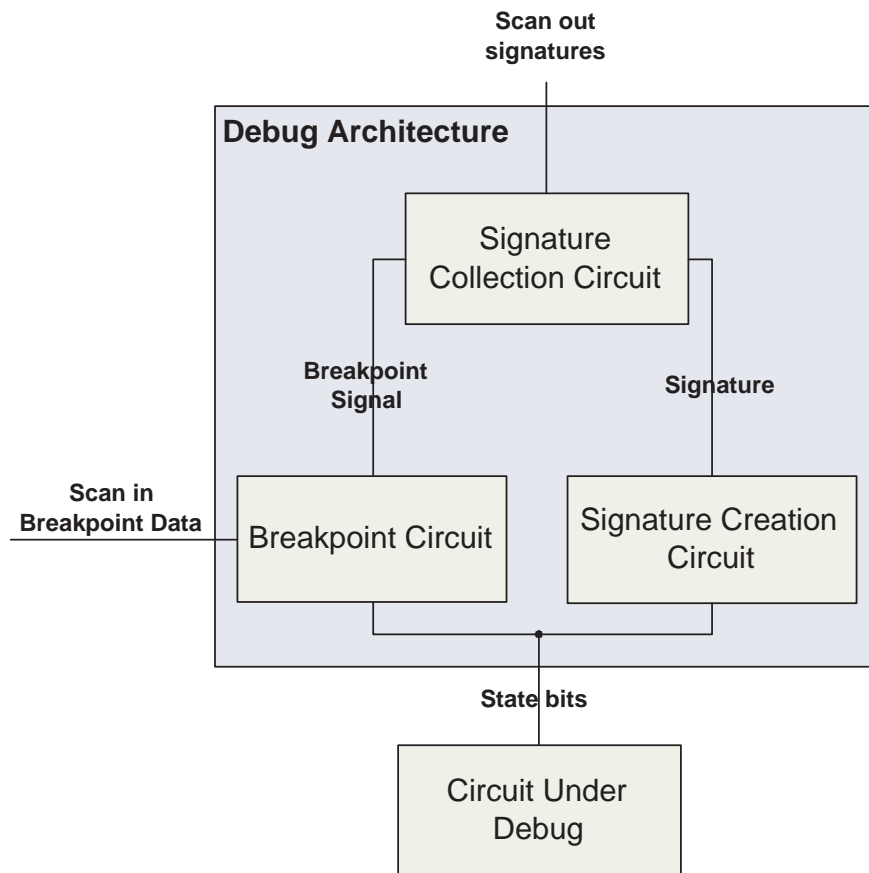 Scan out
signatures
Debug Architecture
Signature
Collection Circuit
Breakpoint
Signal
Signature
Scan in
Breakpoint Data
Breakpoint Circuit
Signature Creation
Circuit
State bits
Circuit Under
Debug